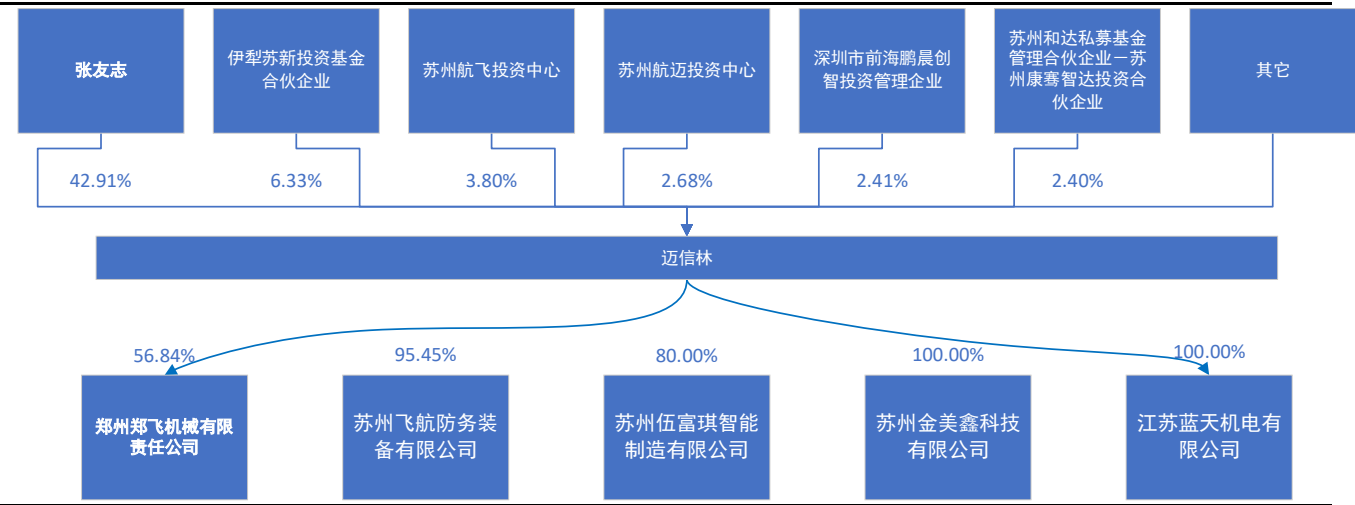 张友志
伊犁苏新投资基金
合伙企业
苏州航飞投资中心
苏州航迈投资中心
深圳市前海鹏晨创
智投资管理企业
苏州和达私募基金
管理合伙企业－苏
州康骞智达投资合
伙企业
其它
42.91%
6.33%
3.80%
2.68%
2.41%
2.40%
迈信林
56.84%
95.45%
80.00%
100.00%
100.00%
郑州郑飞机械有限
责任公司
苏州飞航防务装
备有限公司
苏州伍富琪智能
制造有限公司
苏州金美鑫科技
有限公司
江苏蓝天机电有
限公司